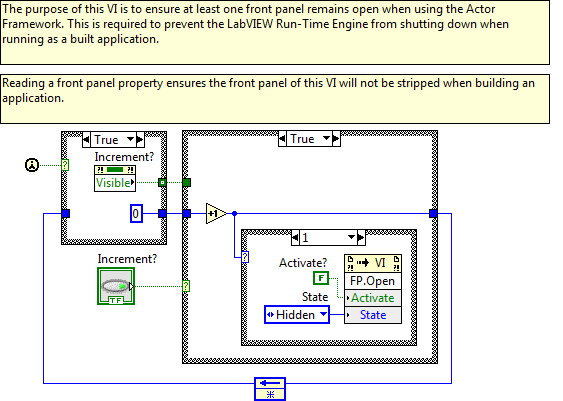 The purpose of this VI is to ensure at least one front panel remains open when using the Actor
Framework. This is required to prevent the LabVIEW Run-Time Engine from shutting down when
running as a built application.
Reading a front panel property ensures the front panel of this VI will not be stripped when building an
application.
True
True
Increment?
Visible
0
+1
1
Increment?
TF
Activate?
F
VI
FP.Open
Activate
State
Hidden
State